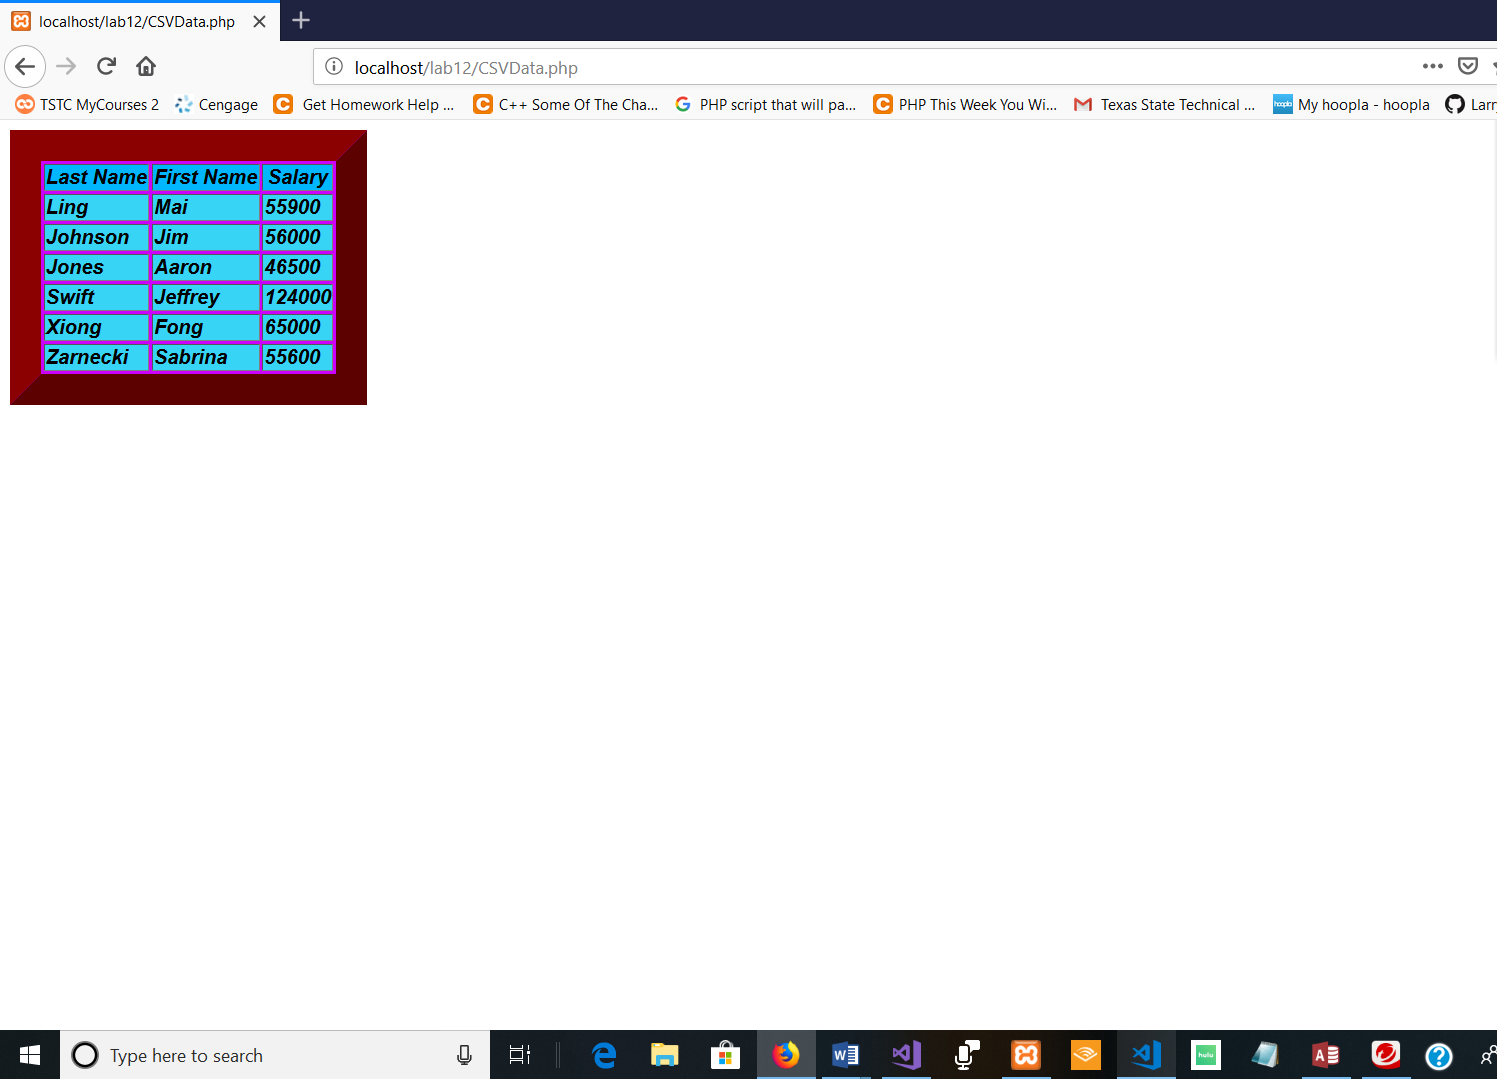 localhost/lab12/CSVData.php
localhost/lab12/CSVData.php
TSTC MyCourses 2 Cengage Get Homework Help ... C++ Some Of The Cha... PHP script that will pa... PHP This Week You Wi... Texas State Technical ... hoopla My hoopla - hoopla Larr
Last Name First Name Salary
Ling Mai 55900
Johnson Jim 56000
Jones Aaron 46500
Swift Jeffrey 124000
Xiong Fong 65000
Zarnecki Sabrina 55600
Type here to search hulu